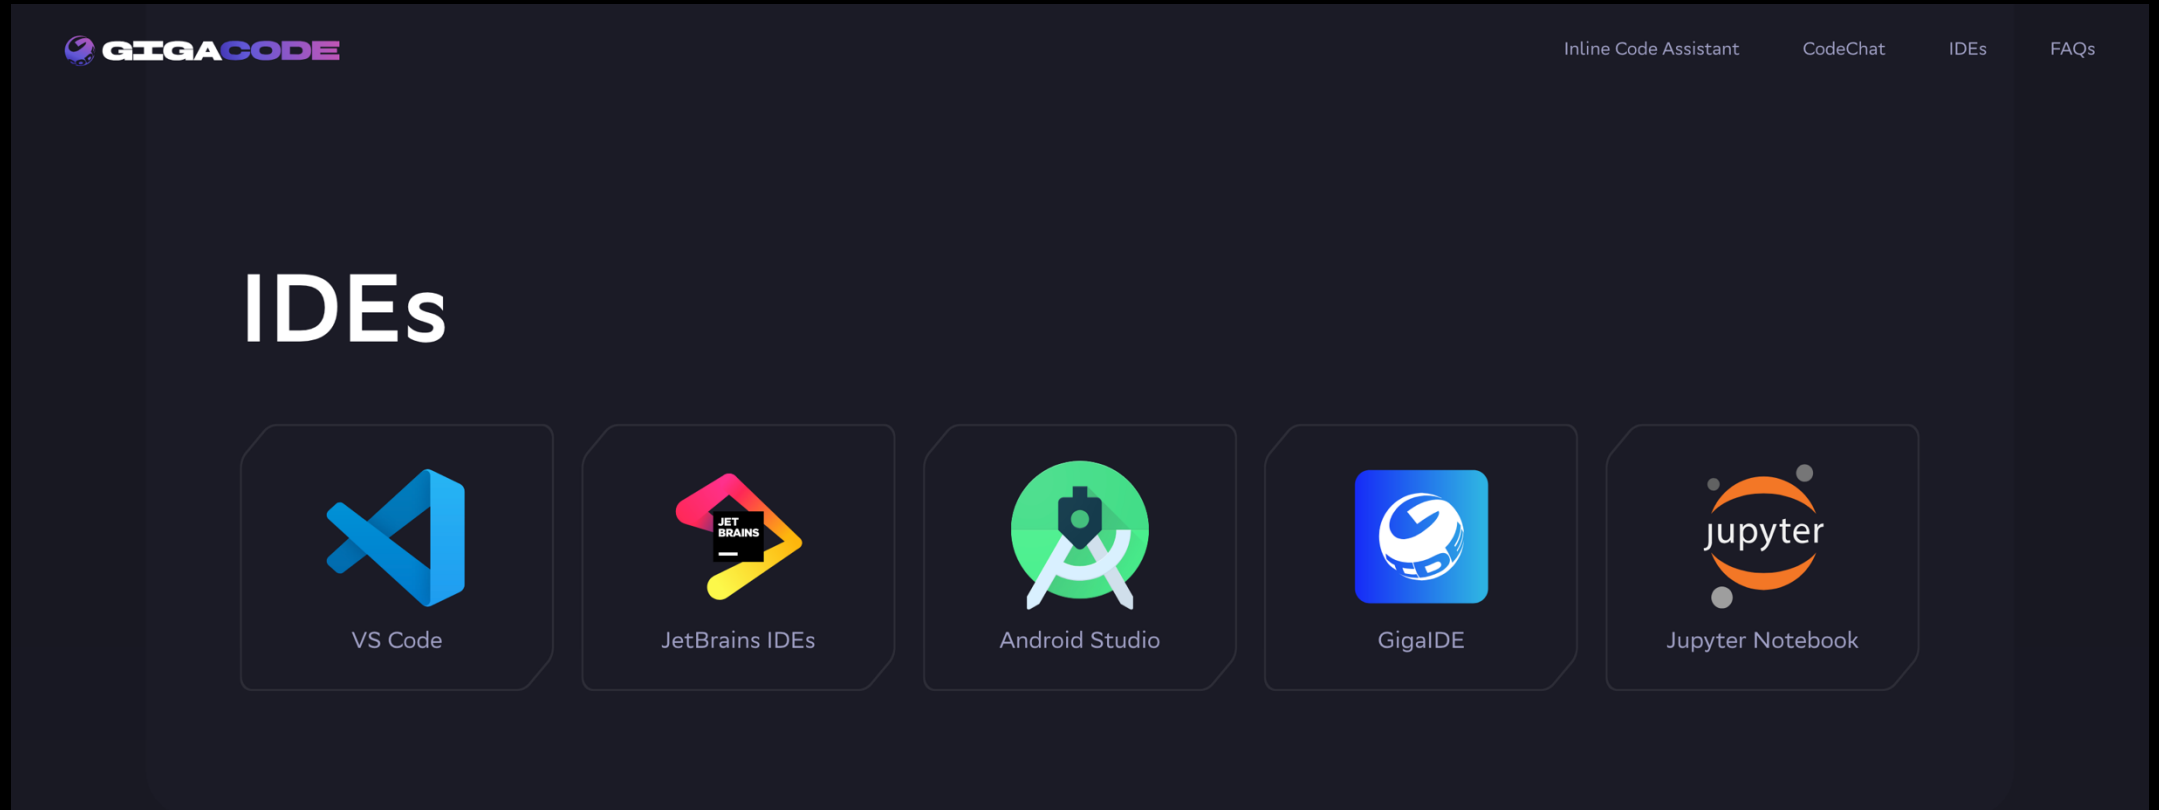 GIGACODE
Inline Code Assistant CodeChat IDEs FAQs
IDEs
JET
BRAINS
jupyter
VS Code JetBrains IDEs Android Studio GigaIDE Jupyter Notebook